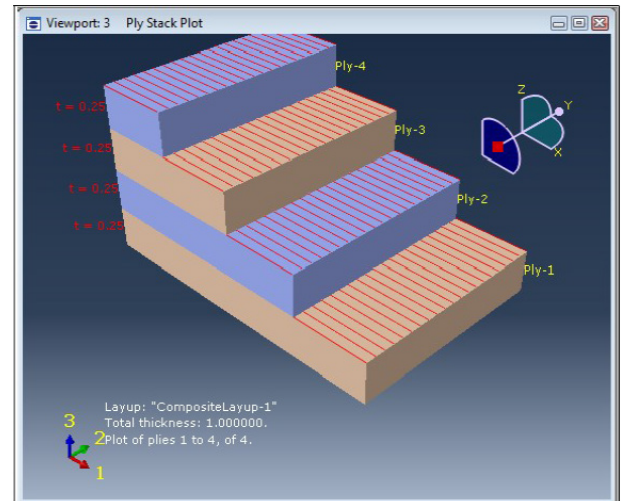 Viewport: 3 Ply Stack Plot
Ply-4
t = 0.25
Ply-3
t = 0.25
Ply-2
t = 0.25
Ply-1
t = 0.25
Z
Y
X
Layup: "CompositeLayup-1"
Total thickness: 1.000000.
Plot of plies 1 to 4, of 4.
3
2
1